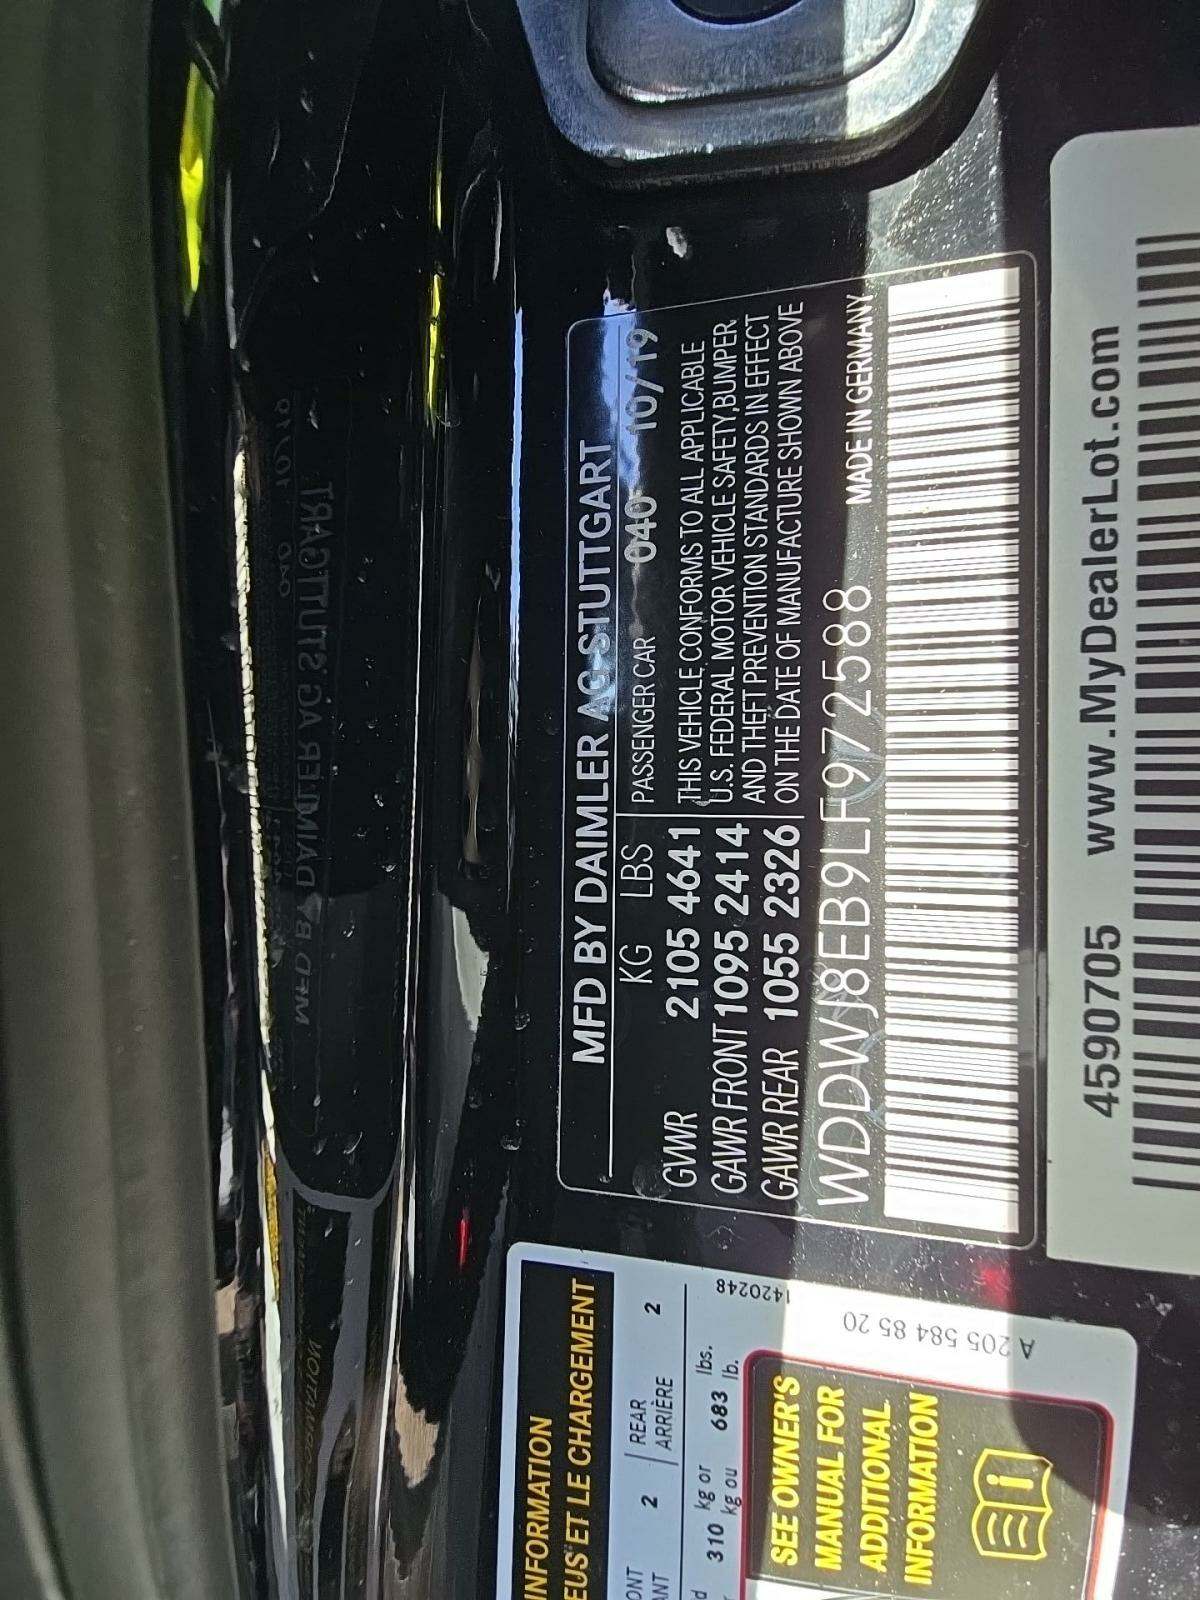 MFD BY DAIMLER AG-STUTTGART
KG LBS PASSENGER CAR 040 10/19
GVWR 2105 4641
GAWR FRONT 1095 2414
GAWR REAR 1055 2326
THIS VEHICLE CONFORMS TO ALL APPLICABLE
U.S. FEDERAL MOTOR VEHICLE SAFETY, BUMPER,
AND THEFT PREVENTION STANDARDS IN EFFECT
ON THE DATE OF MANUFACTURE SHOWN ABOVE
WDDWJ8EB9LF972588 MADE IN GERMANY
45907050 www.MyDealerLot.com
INFORMATION
ET LE CHARGEMENT
2 REAR 2
ARRIÈRE
310 kg or 683 lbs.
kg ou lb.
1420248
SEE OWNER'S
MANUAL FOR
ADDITIONAL
INFORMATION
A 205 584 85 20